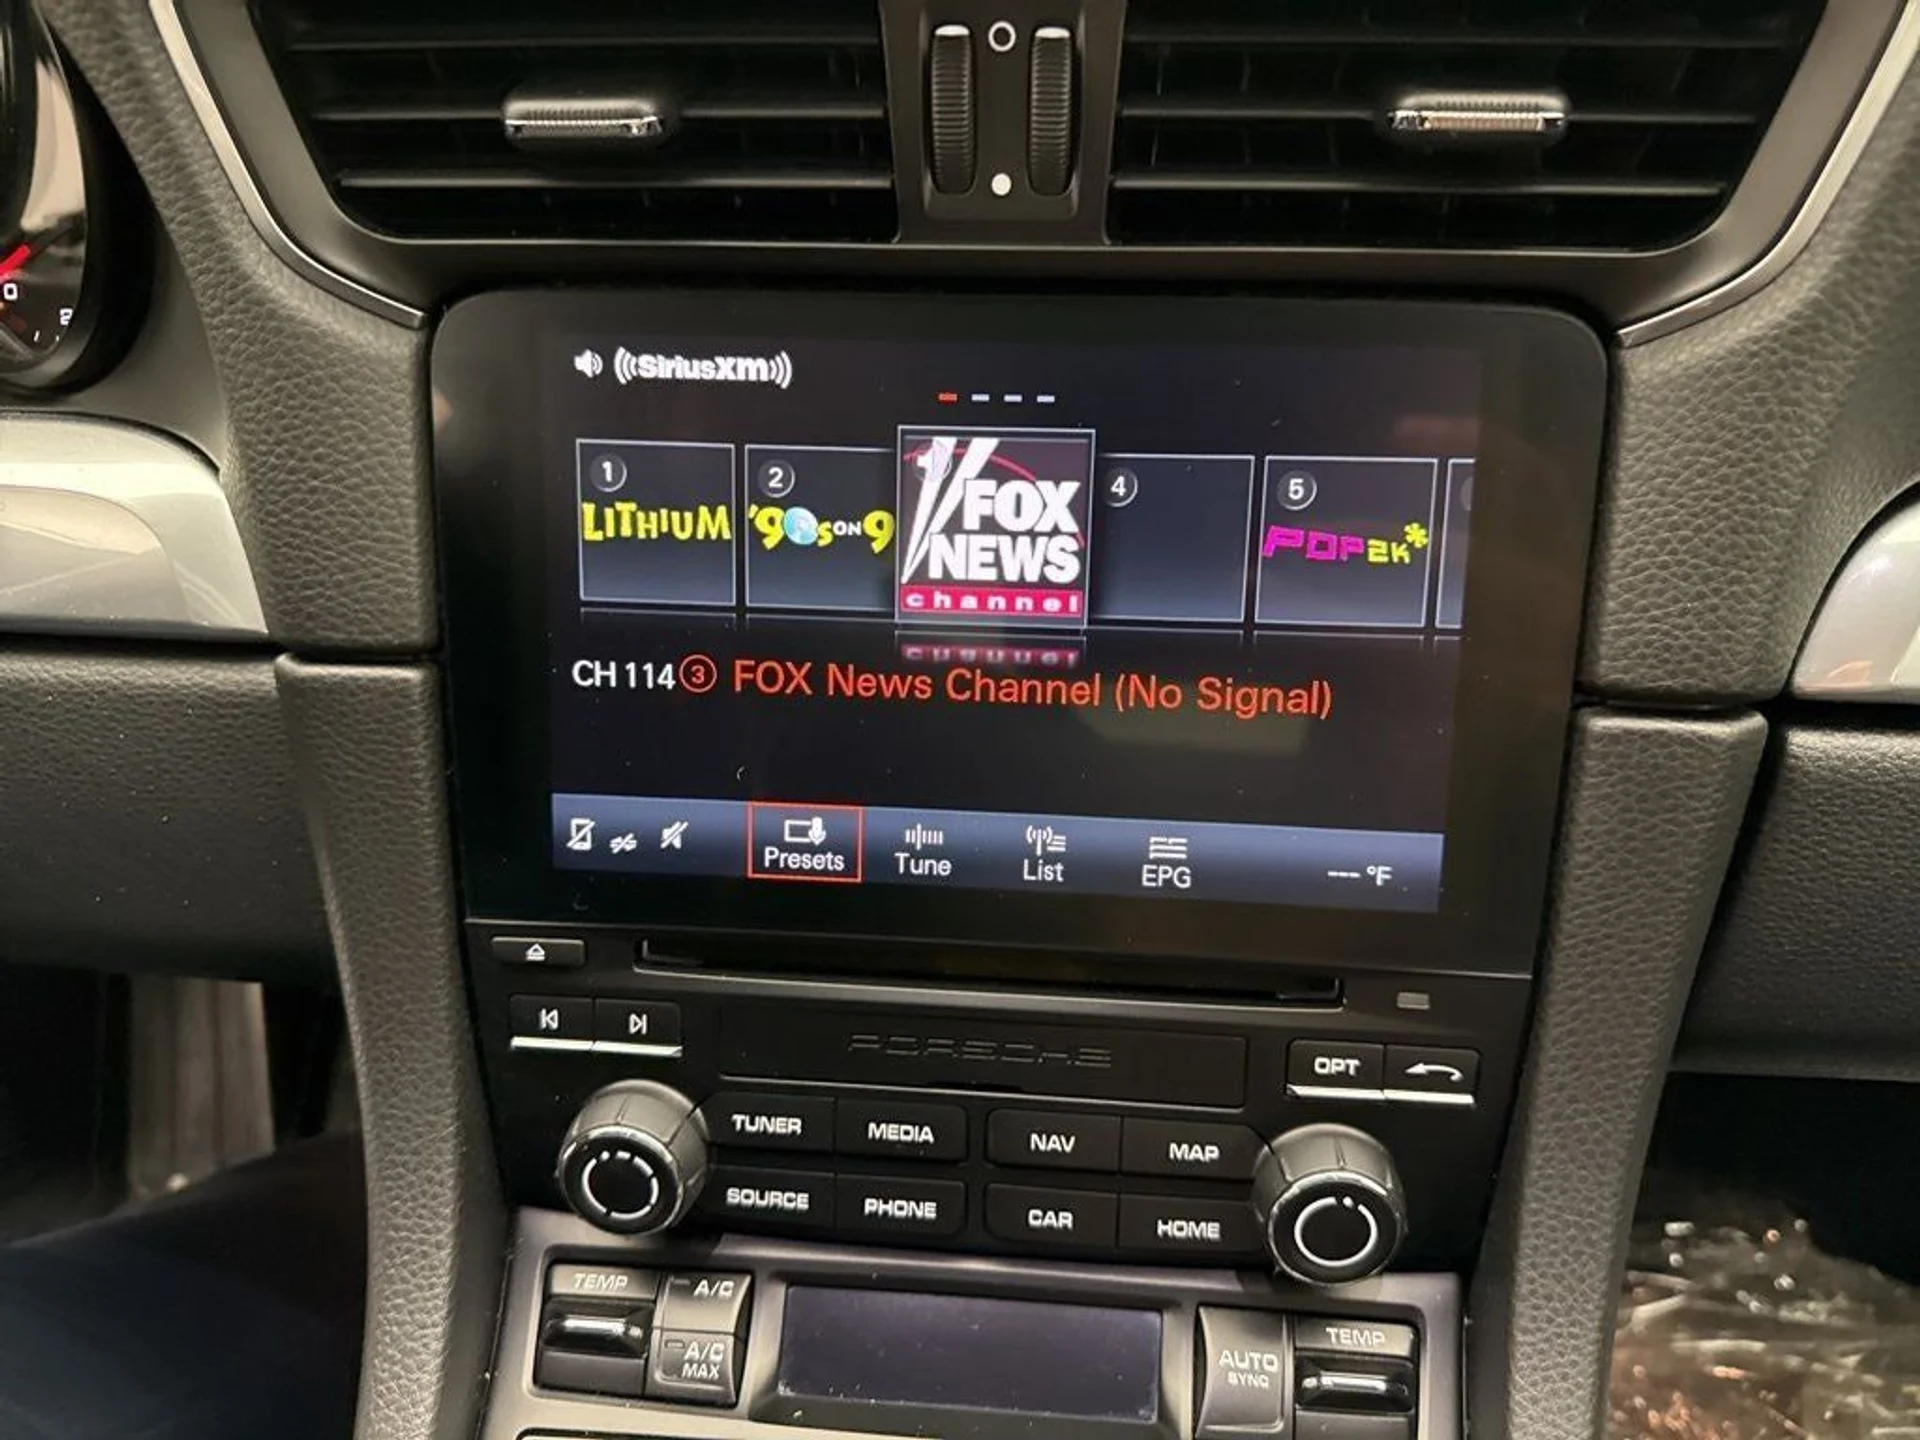 0
2
((SiriusXM))
1
2
4
5
LITHIUM
'90s ON 9
FOX
NEWS
channel
POP2K*
CH 114 ③ FOX News Channel (No Signal)
Presets
Tune
List
EPG
--- °F
PORSCHE
OPT
TUNER
MEDIA
NAV
MAP
SOURCE
PHONE
CAR
HOME
TEMP
A/C
A/C
MAX
AUTO
SYNC
TEMP